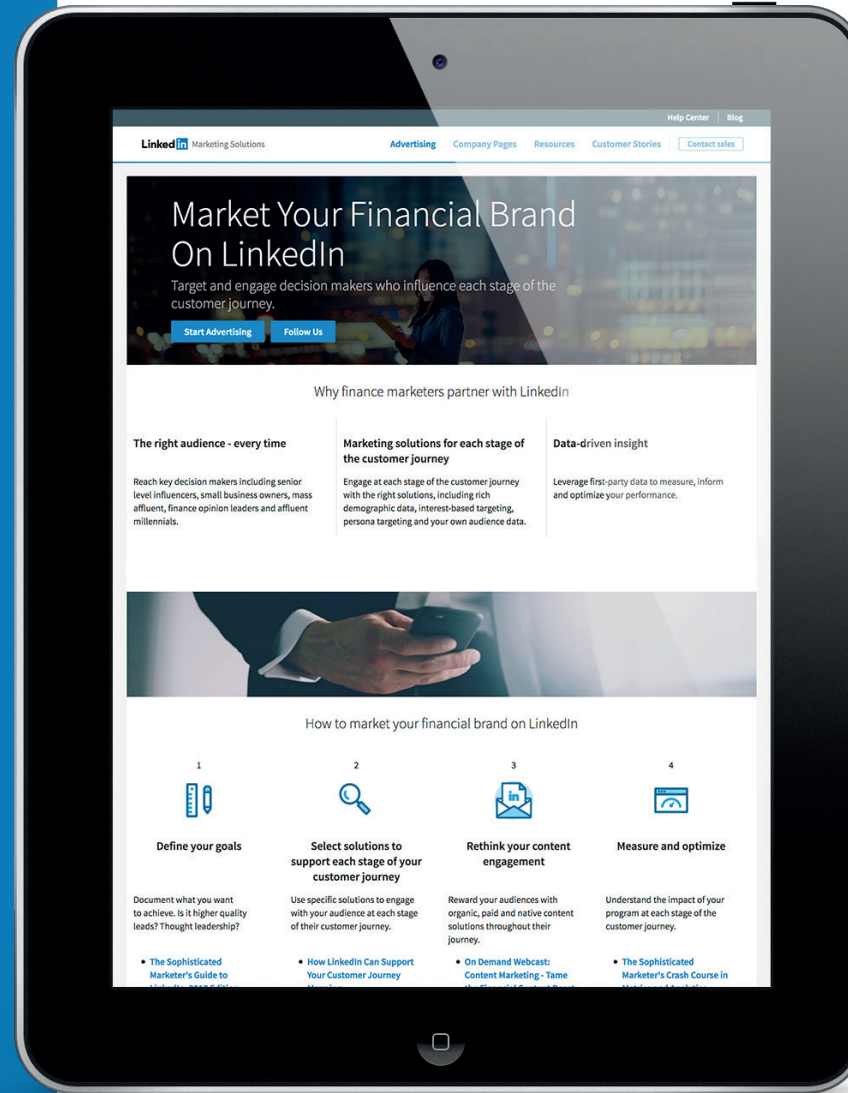 Help Center | Blog
Linked in Marketing Solutions
Advertising Company Pages Resources Customer Stories Contact sales
Market Your Financial Brand
On LinkedIn
Target and engage decision makers who influence each stage of the
customer journey.
Start Advertising Follow Us
Why finance marketers partner with LinkedIn
The right audience - every time
Reach key decision makers including senior
level influencers, small business owners, mass
affluent, finance opinion leaders and affluent
millennials.
Marketing solutions for each stage of
the customer journey
Engage at each stage of the customer journey
with the right solutions, including rich
demographic data, interest-based targeting,
persona targeting and your own audience data.
Data-driven insight
Leverage first-party data to measure, inform
and optimize your performance.
How to market your financial brand on LinkedIn
1
Define your goals
Document what you want
to achieve. Is it higher quality
leads? Thought leadership?
• The Sophisticated
Marketer's Guide to
2
Select solutions to
support each stage of your
customer journey
Use specific solutions to engage
with your audience at each stage
of their customer journey.
• How LinkedIn Can Support
Your Customer Journey
3
in
Rethink your content
engagement
Reward your audiences with
organic, paid and native content
solutions throughout their
journey.
• On Demand Webcast:
Content Marketing - Tame
4
Measure and optimize
Understand the impact of your
program at each stage of the
customer journey.
• The Sophisticated
Marketer's Crash Course in